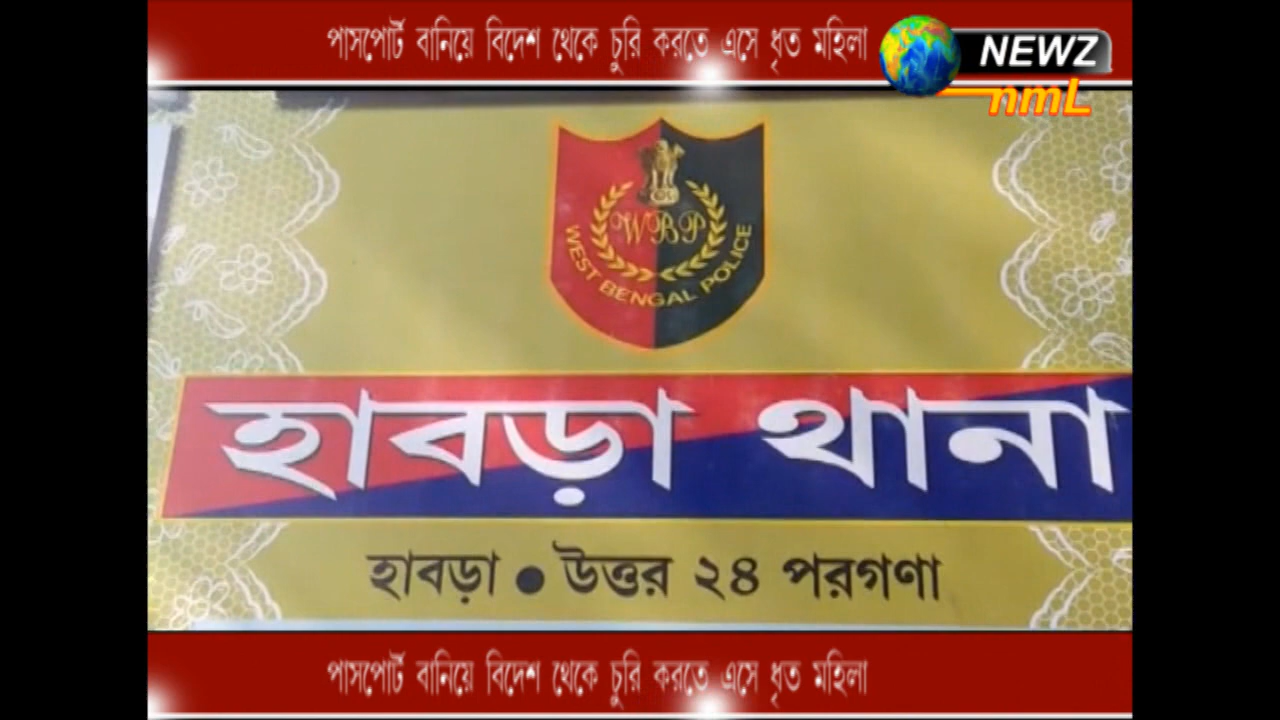 পাসপোর্ট বানিয়ে বিদেশ থেকে চুরি করতে এসে ধৃত মহিলা
NEWZ
nmL
WBP
WEST BENGAL POLICE
হাবড়া থানা
হাবড়া ● উত্তর ২৪ পরগণা
পাসপোর্ট বানিয়ে বিদেশ থেকে চুরি করতে এসে ধৃত মহিলা